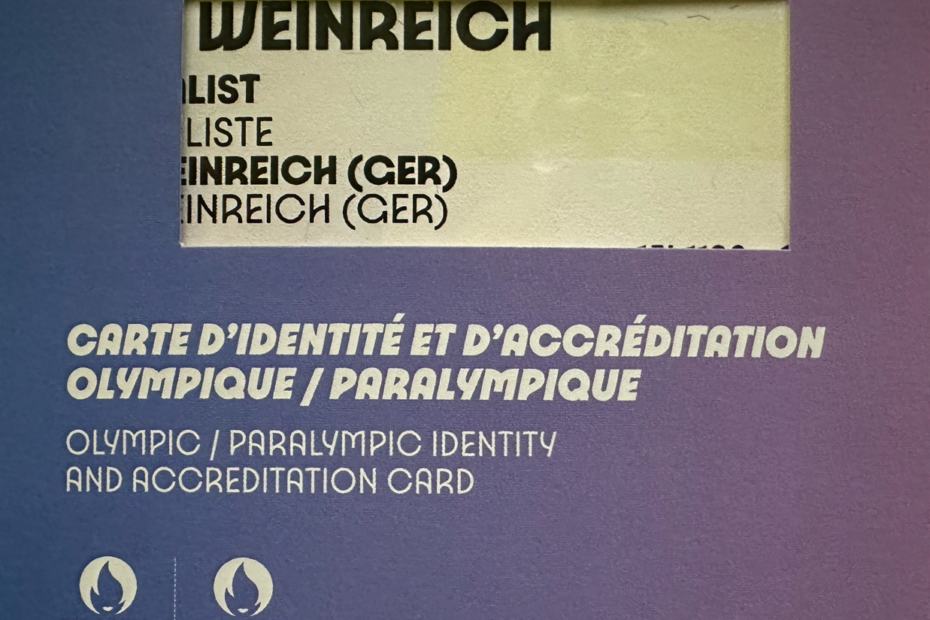 WEINREICH
LIST
LISTE
EINREICH (GER)
EINREICH (GER)
CARTE D'IDENTITÉ ET D'ACCRÉDITATION
OLYMPIQUE / PARALYMPIQUE
OLYMPIC / PARALYMPIC IDENTITY
AND ACCREDITATION CARD